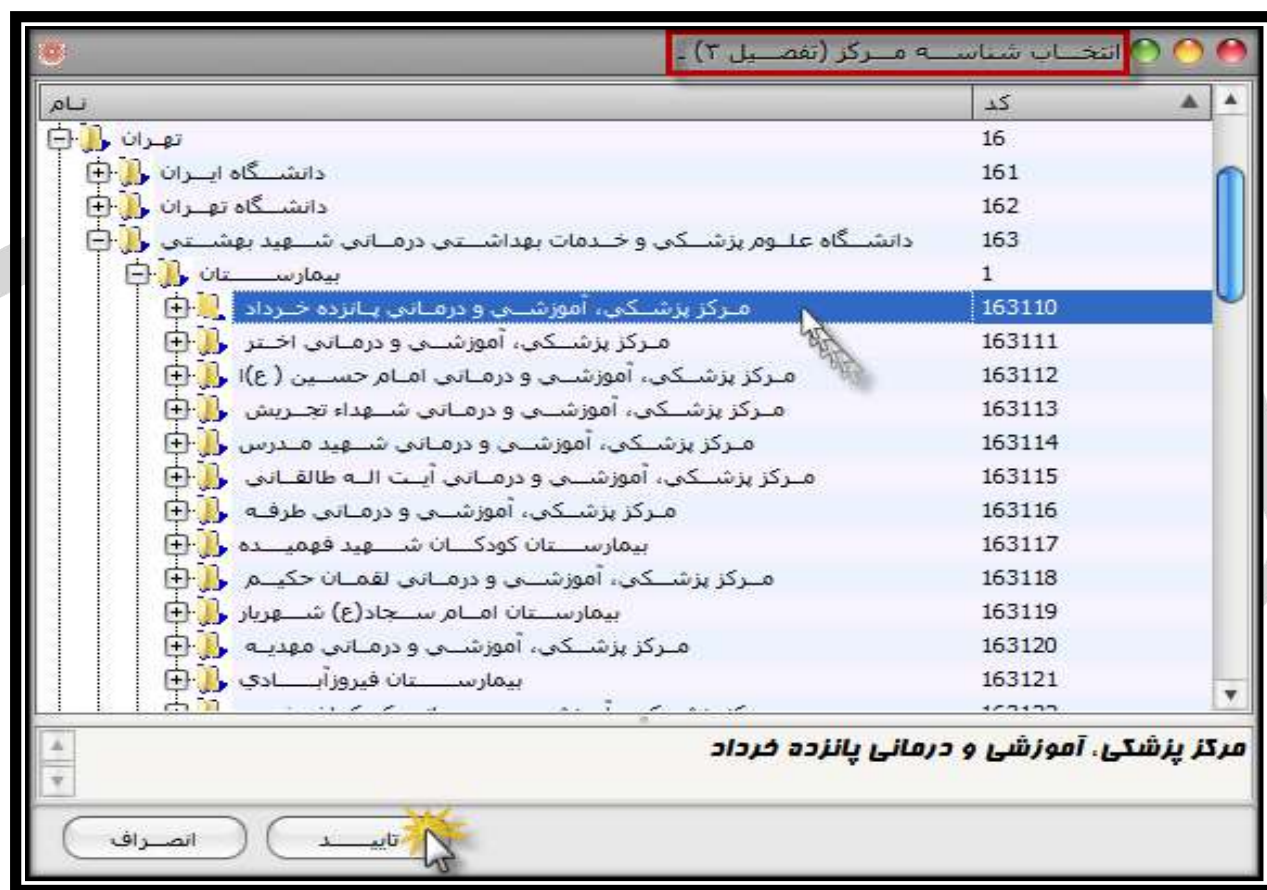 انتخاب شناسه مرکز (تفصیل ۳) -
نام کد
تهران 16
دانشگاه ایران 161
دانشگاه تهران 162
دانشگاه علوم پزشکی و خدمات بهداشتی درمانی شهید بهشتی 163
بیمارستان 1
مرکز پزشکی، آموزشی و درمانی پانزده خرداد 163110
مرکز پزشکی، آموزشی و درمانی اختر 163111
مرکز پزشکی، آموزشی و درمانی امام حسین ( ع)ا 163112
مرکز پزشکی، آموزشی و درمانی شهداء تجریش 163113
مرکز پزشکی، آموزشی و درمانی شهید مدرس 163114
مرکز پزشکی، آموزشی و درمانی آیت اله طالقانی 163115
مرکز پزشکی، آموزشی و درمانی طرفه 163116
بیمارستان کودکان شهید فهمیده 163117
مرکز پزشکی، آموزشی و درمانی لقمان حکیم 163118
بیمارستان امام سجاد(ع) شهریار 163119
مرکز پزشکی، آموزشی و درمانی مهدیه 163120
بیمارستان فیروزآبادي 163121
مرکز پزشکی، آموزشی و درمانی پانزده خرداد
تایید انصراف